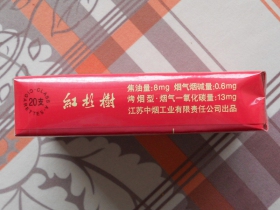 20支
紅杉樹
焦油量:8mg 烟气烟碱量:0.6mg
烤烟型·烟气一氧化碳量:13mg
江苏中烟工业有限责任公司出品